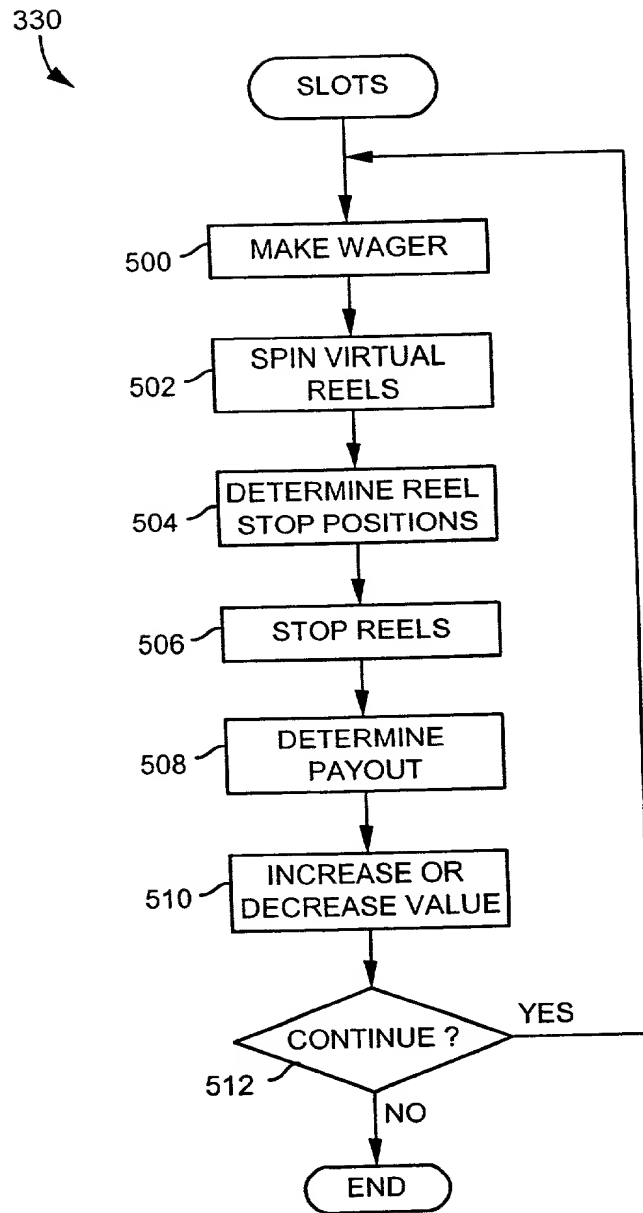 330
SLOTS
500
MAKE WAGER
502
SPIN VIRTUAL
REELS
504
DETERMINE REEL
STOP POSITIONS
506
STOP REELS
508
DETERMINE
PAYOUT
510
INCREASE OR
DECREASE VALUE
CONTINUE ?
YES
512
NO
END